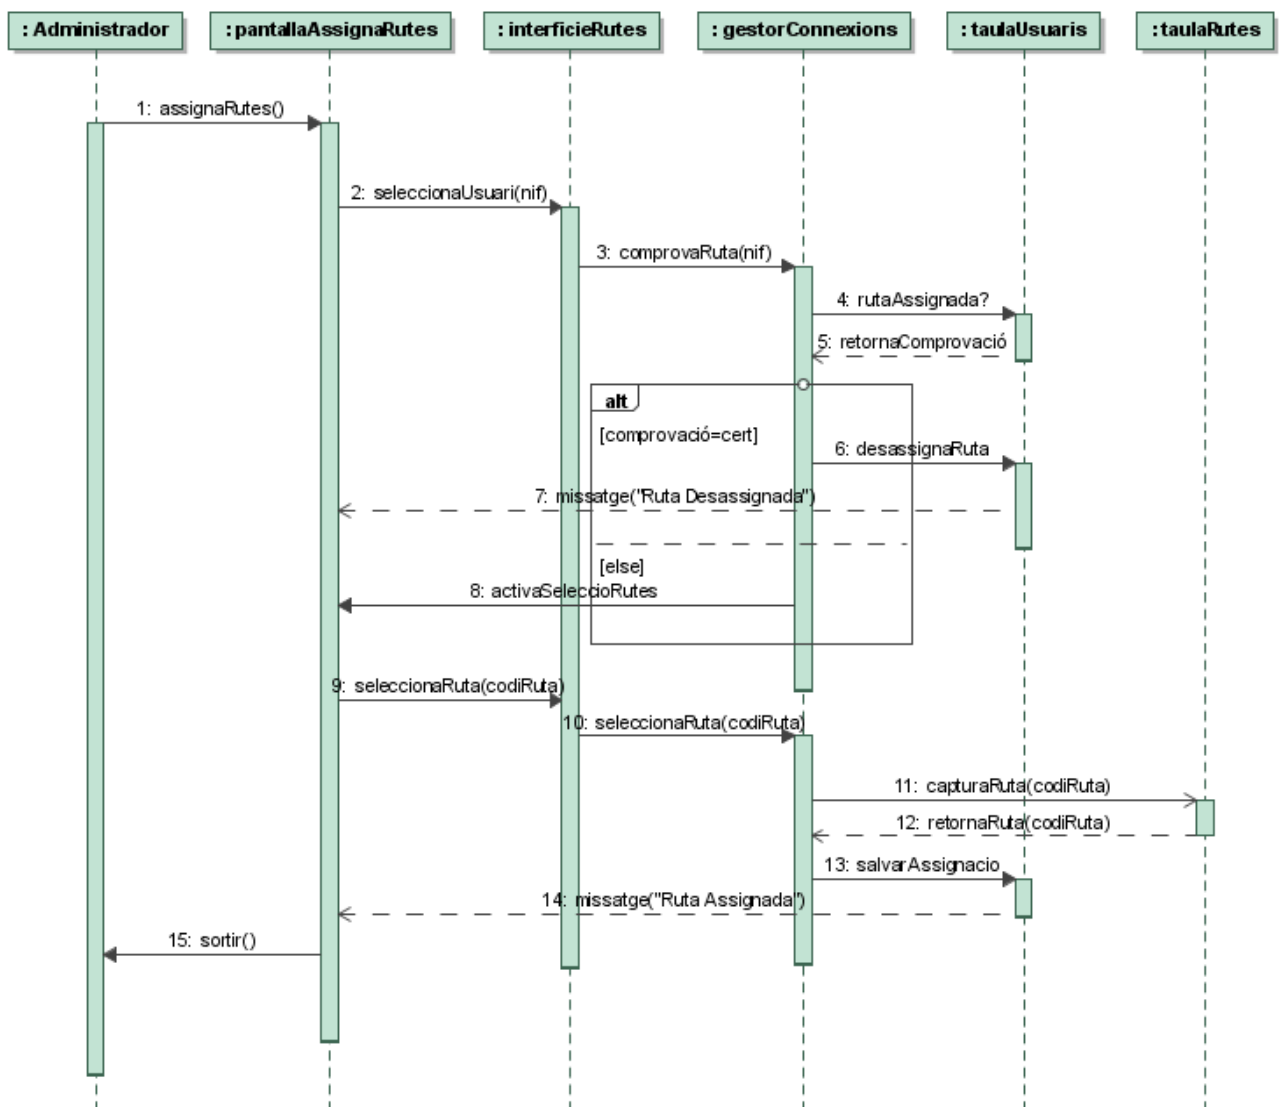 : Administrador
: pantallaAssignaRutes
: interficieRutes
: gestorConnexions
: taulaUsuaris
: taulaRutes
1: assignaRutes()
2: seleccionaUsuari(nif)
3: comprovaRuta(nif)
4: rutaAssignada?
5: retornaComprovació
alt
[comprovació=cert]
6: desassignaRuta
7: missatge("Ruta Desassignada")
[else]
8: activaSeleccioRutes
9: seleccionaRuta(codiRuta)
10: seleccionaRuta(codiRuta)
11: capturaRuta(codiRuta)
12: retornaRuta(codiRuta)
13: salvarAssignacio
14: missatge("Ruta Assignada")
15: sortir()